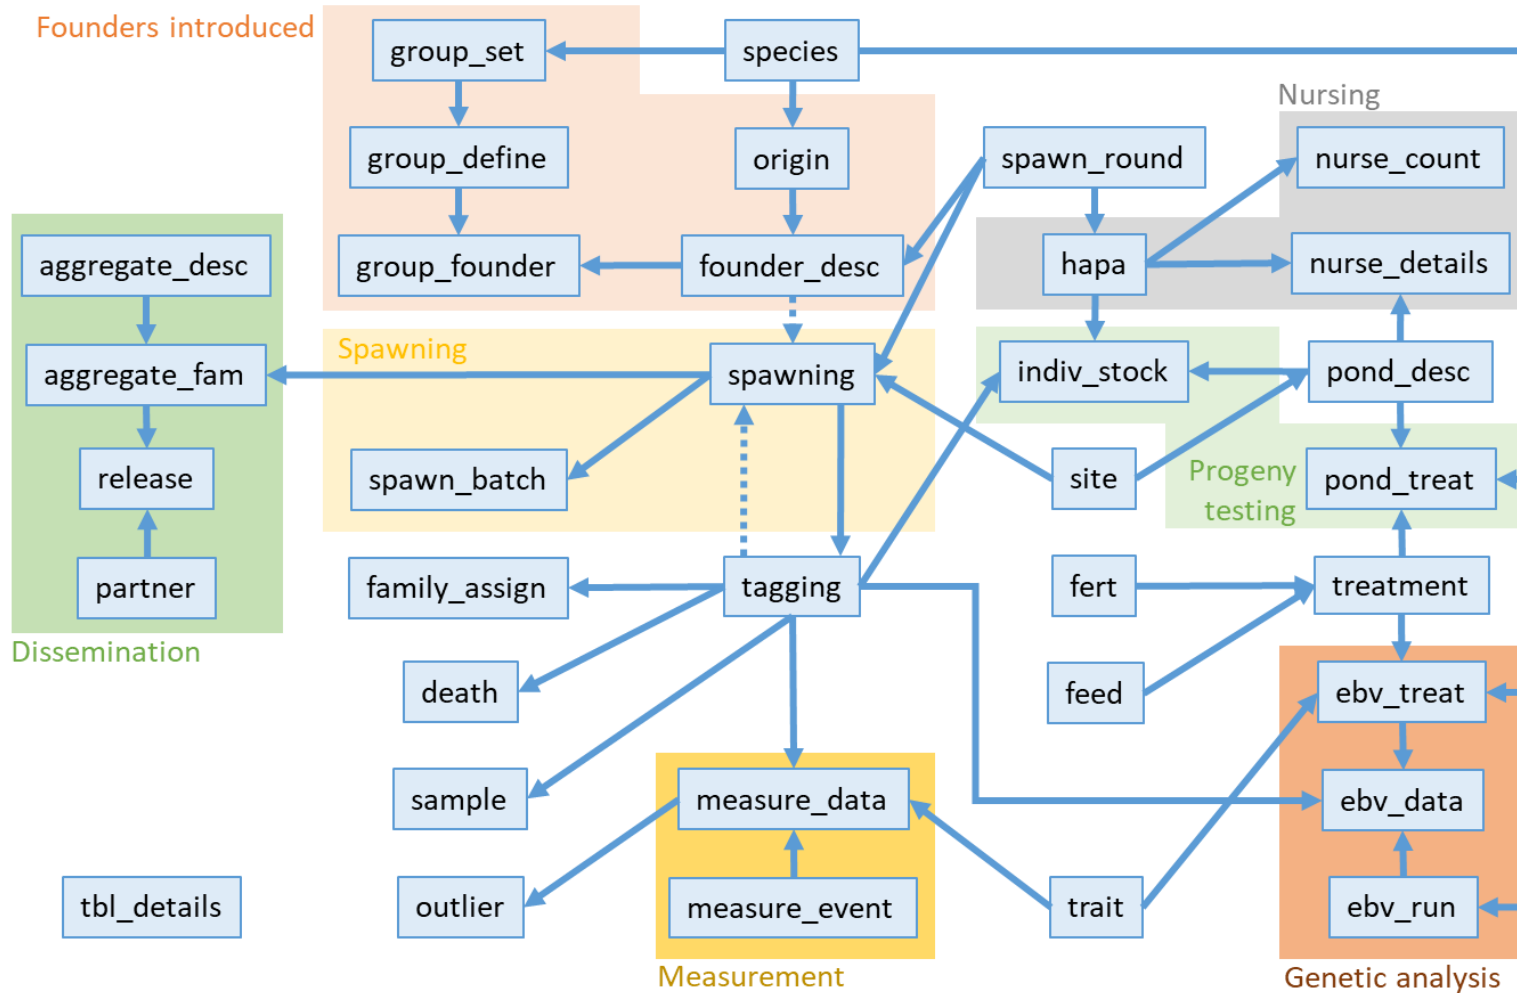 Founders introduced
group_set
species
Nursing
group_define
origin
spawn_round
nurse_count
aggregate_desc
group_founder
founder_desc
hapa
nurse_details
Spawning
aggregate_fam
spawning
indiv_stock
pond_desc
release
spawn_batch
site
Progeny
testing
pond_treat
partner
family_assign
tagging
fert
treatment
Dissemination
death
feed
ebv_treat
sample
measure_data
ebv_data
tbl_details
outlier
measure_event
trait
ebv_run
Measurement
Genetic analysis